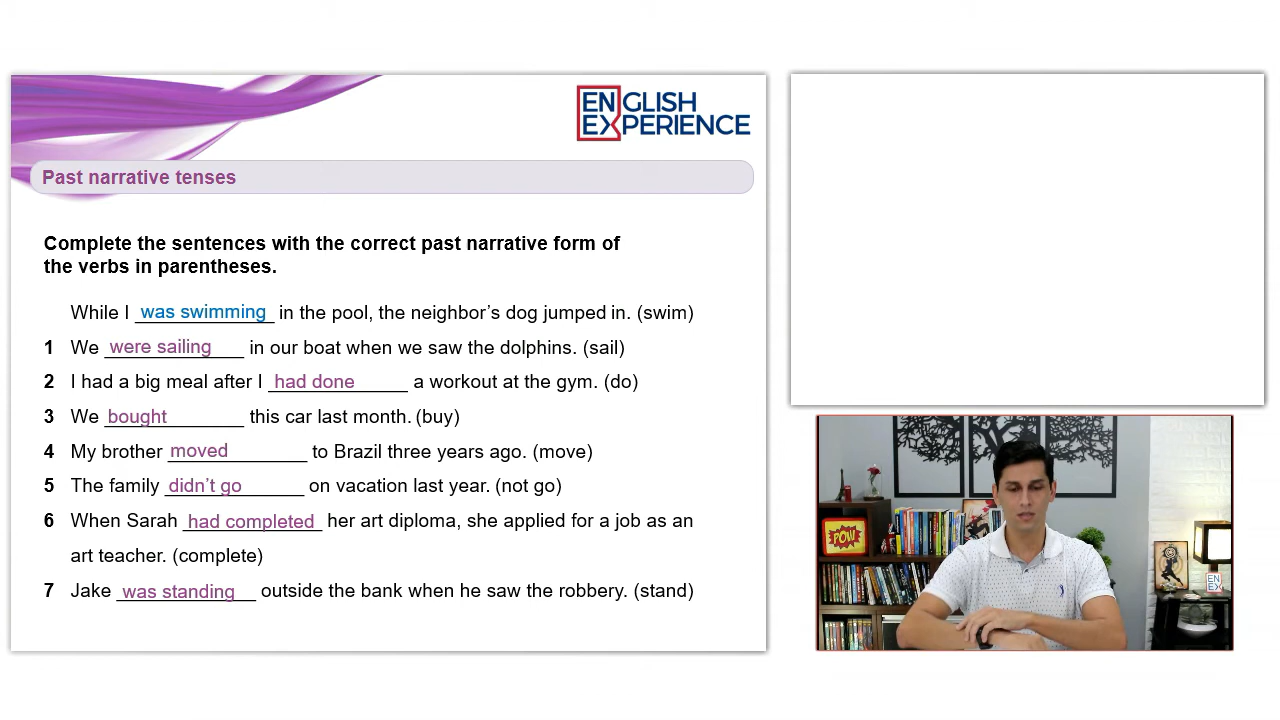 ENGLISH
EXPERIENCE
Past narrative tenses
Complete the sentences with the correct past narrative form of
the verbs in parentheses.
While I was swimming in the pool, the neighbor’s dog jumped in. (swim)
1 We were sailing in our boat when we saw the dolphins. (sail)
2 I had a big meal after I had done a workout at the gym. (do)
3 We bought this car last month. (buy)
4 My brother moved to Brazil three years ago. (move)
5 The family didn’t go on vacation last year. (not go)
6 When Sarah had completed her art diploma, she applied for a job as an
art teacher. (complete)
7 Jake was standing outside the bank when he saw the robbery. (stand)
POW
EN
EX